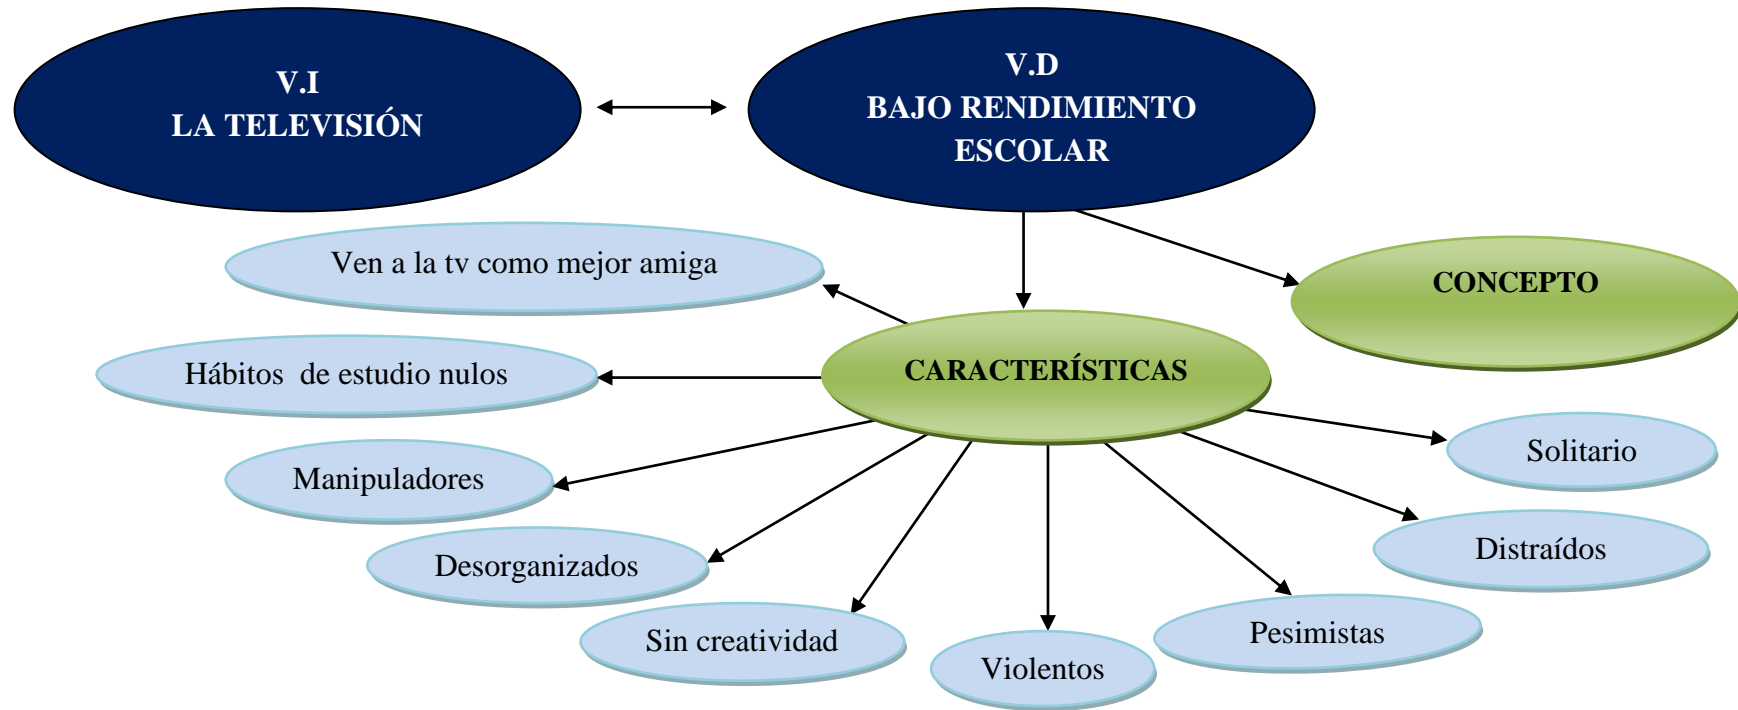 V.I
LA TELEVISIÓN
V.D
BAJO RENDIMIENTO
ESCOLAR
Ven a la tv como mejor amiga
CONCEPTO
Hábitos  de estudio nulos
CARACTERÍSTICAS
Manipuladores
Solitario
Desorganizados
Distraídos
Sin creatividad
Violentos
Pesimistas